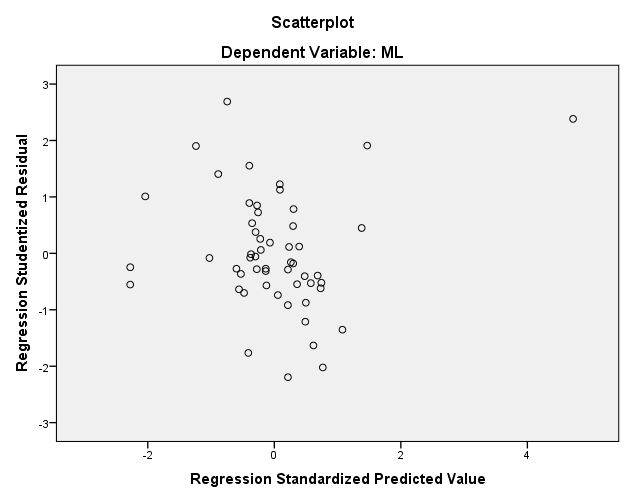 Scatterplot
Dependent Variable: ML
Regression Studentized Residual
3
2
1
0
-1
-2
-3
-2
0
2
4
Regression Standardized Predicted Value